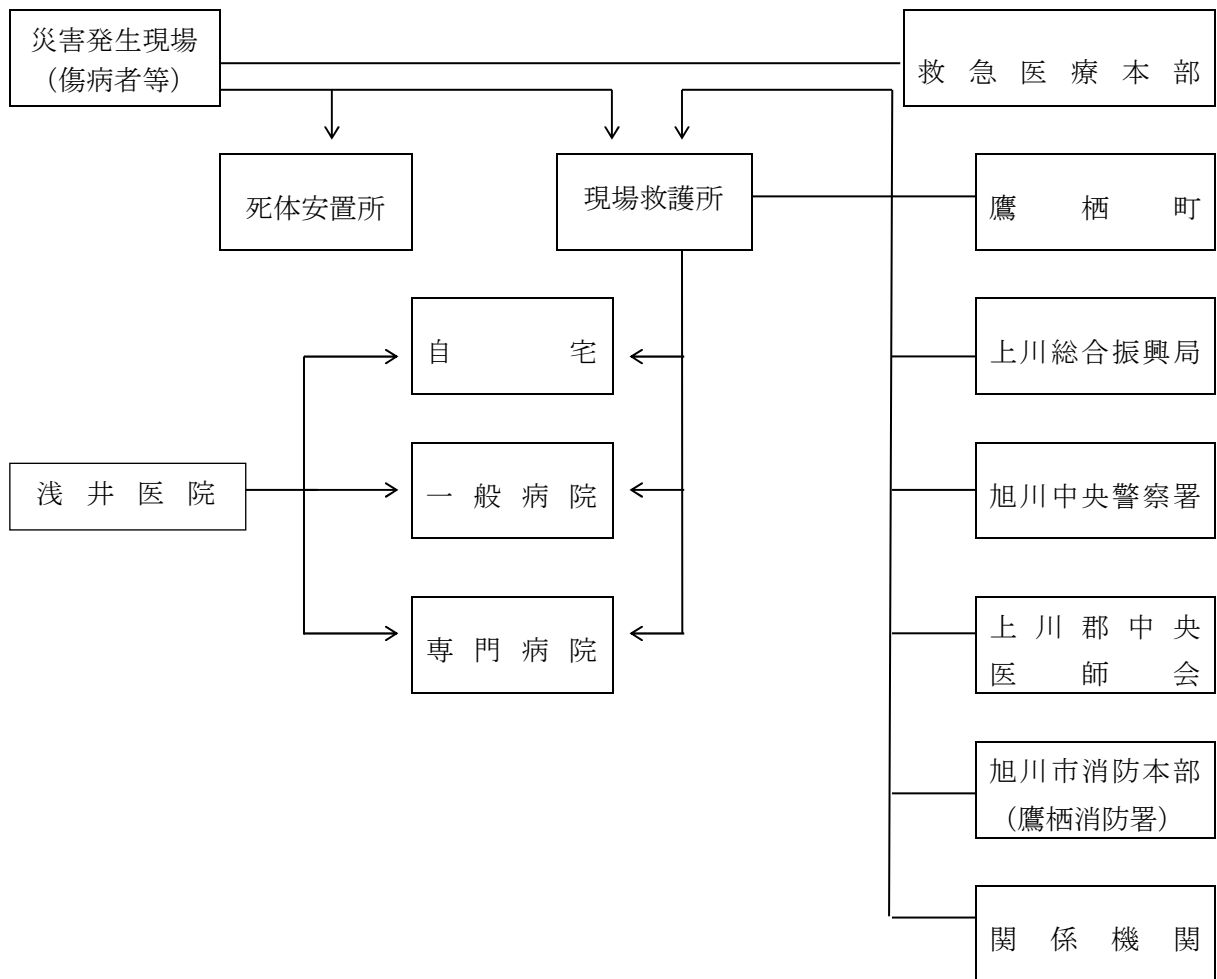 災害発生現場
（傷病者等）
救急医療本部
死体安置所
現場救護所
鷹栖町
自宅
上川総合振興局
浅井医院
一般病院
旭川中央警察署
専門病院
上川郡中央
医師会
旭川市消防本部
（鷹栖消防署）
関係機関